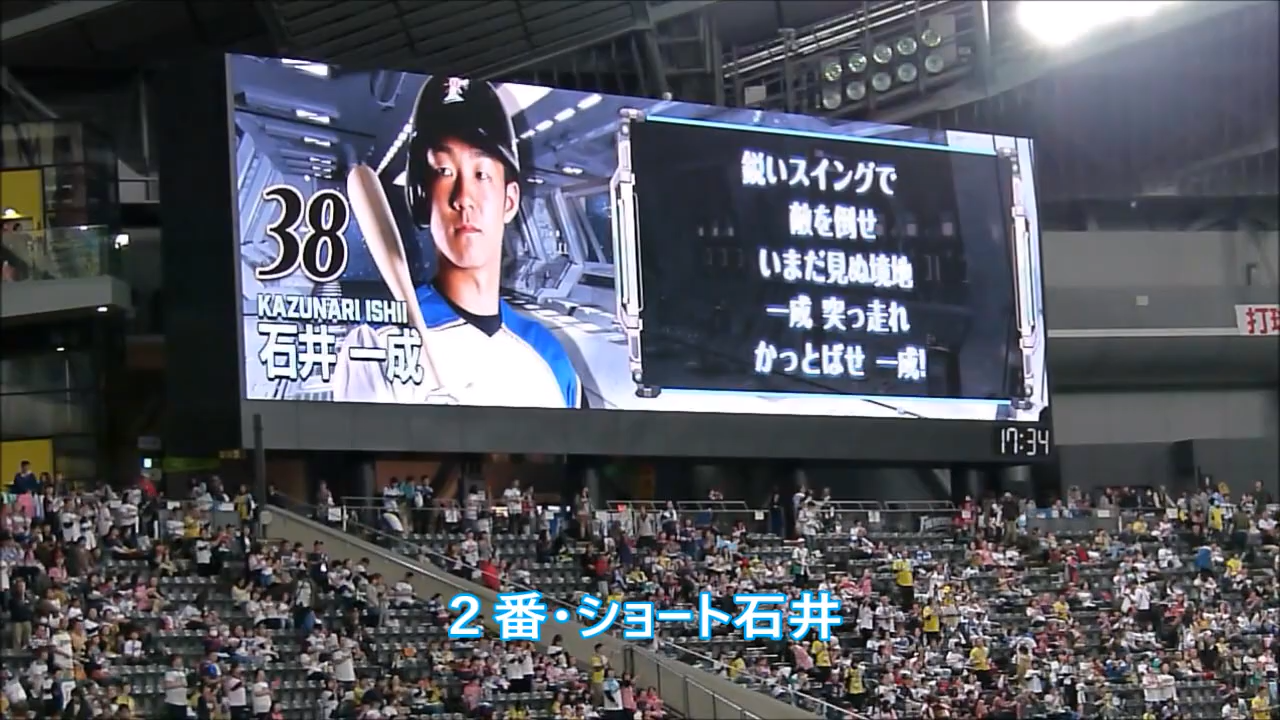 38
KAZUNARI ISHII
石井 一成
鋭いスイングで
敵を倒せ
いまだ見ぬ境地
一成 突っ走れ
かっとばせ 一成!
17:34
打球
2番・ショート石井